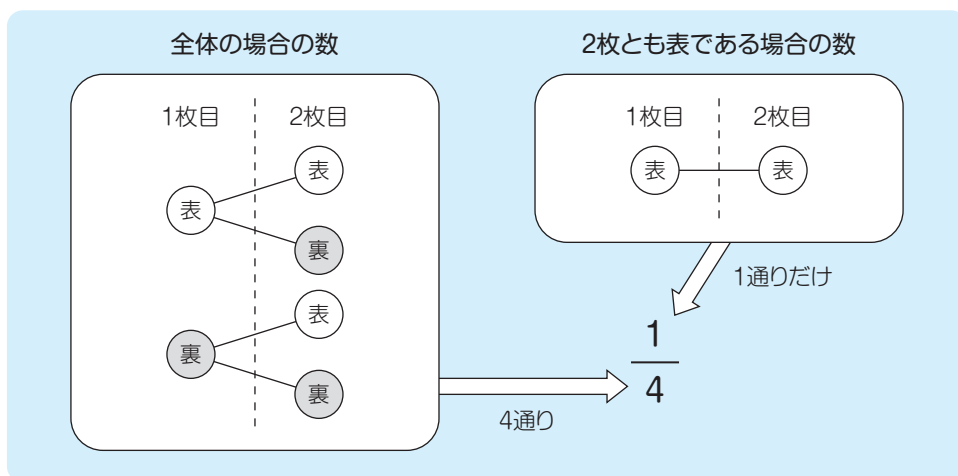 全体の場合の数
1枚目 2枚目
表
表
裏
表
裏
裏
4通り
2枚とも表である場合の数
1枚目 2枚目
表 表
1通りだけ
1
4